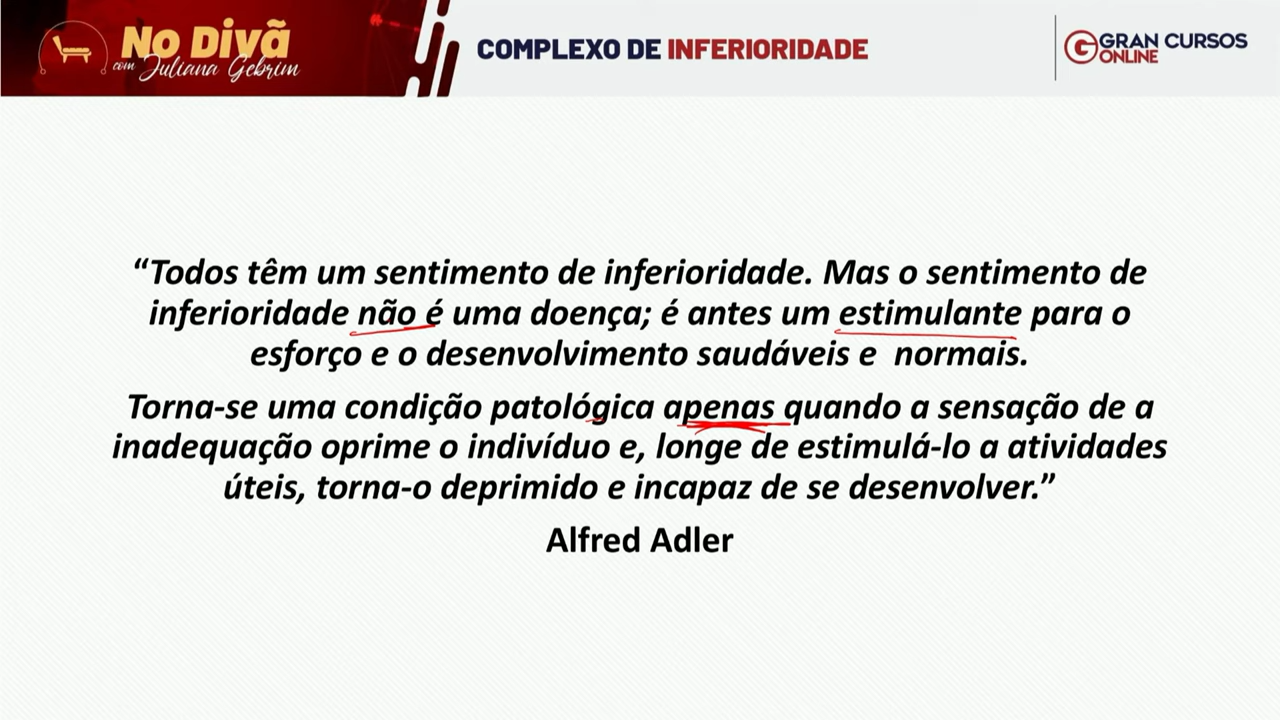 No Divã
com Juliana Gebrim
COMPLEXO DE INFERIORIDADE
GRAN CURSOS
ONLINE
“Todos têm um sentimento de inferioridade. Mas o sentimento de
inferioridade não é uma doença; é antes um estimulante para o
esforço e o desenvolvimento saudáveis e normais.
Torna-se uma condição patológica apenas quando a sensação de a
inadequação oprime o indivíduo e, longe de estimulá-lo a atividades
úteis, torna-o deprimido e incapaz de se desenvolver.”
Alfred Adler